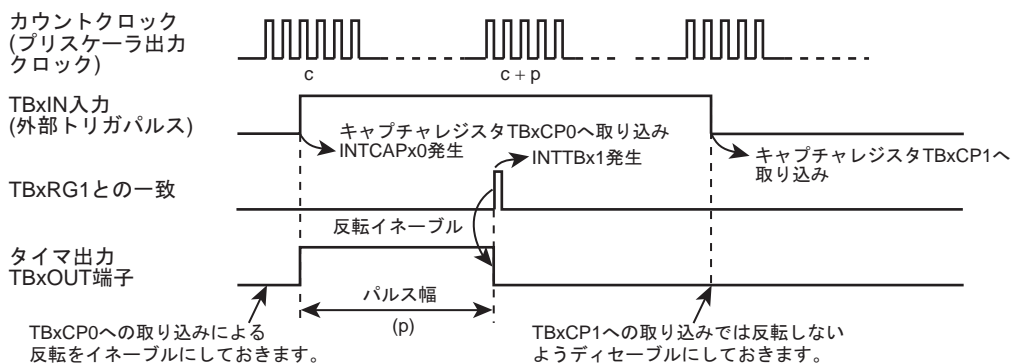 カウントクロック
(プリスケーラ出力
クロック)
c
c + p
TBxIN入力
(外部トリガパルス)
キャプチャレジスタTBxCP0へ取り込み
INTCAPx0発生
INTTBx1発生
キャプチャレジスタTBxCP1へ
取り込み
TBxRG1との一致
反転イネーブル
タイマ出力
TBxOUT端子
パルス幅
(p)
TBxCP0への取り込みによる
反転をイネーブルにしておきます。
TBxCP1への取り込みでは反転しない
ようディセーブルにしておきます。